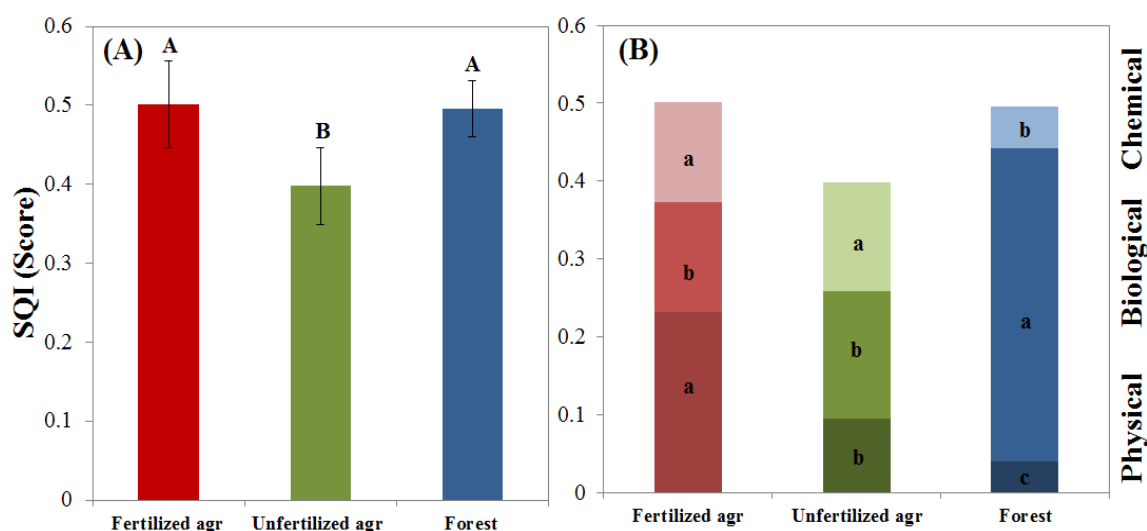 (A)
SQI (Score)
0.6
0.5
0.4
0.3
0.2
0.1
0
A
B
A
Fertilized agr
Unfertilized agr
Forest
(B)
0.6
0.5
0.4
0.3
0.2
0.1
0
a
b
a
a
b
b
b
a
c
Fertilized agr
Unfertilized agr
Forest
Chemical
Biological
Physical